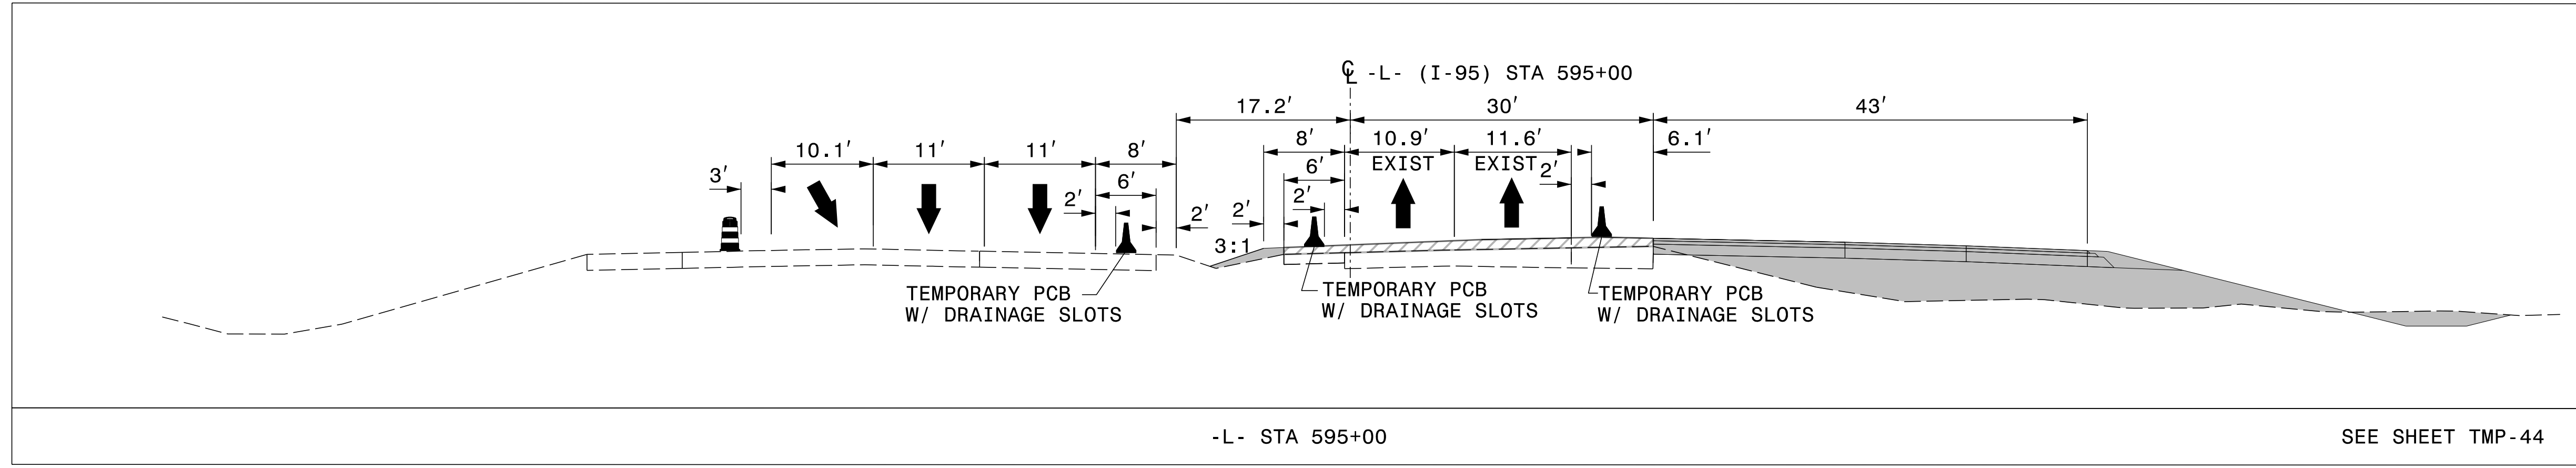 ℄ -L- (I-95) STA 595+00
17.2' 30' 43'
10.1' 11' 11' 8' 8' 10.9' 11.6' 6.1'
EXIST EXIST
3' 6' 6' 2'
2' 2' 2' 2'
3:1
TEMPORARY PCB
W/ DRAINAGE SLOTS
TEMPORARY PCB
W/ DRAINAGE SLOTS
TEMPORARY PCB
W/ DRAINAGE SLOTS
-L- STA 595+00
SEE SHEET TMP-44